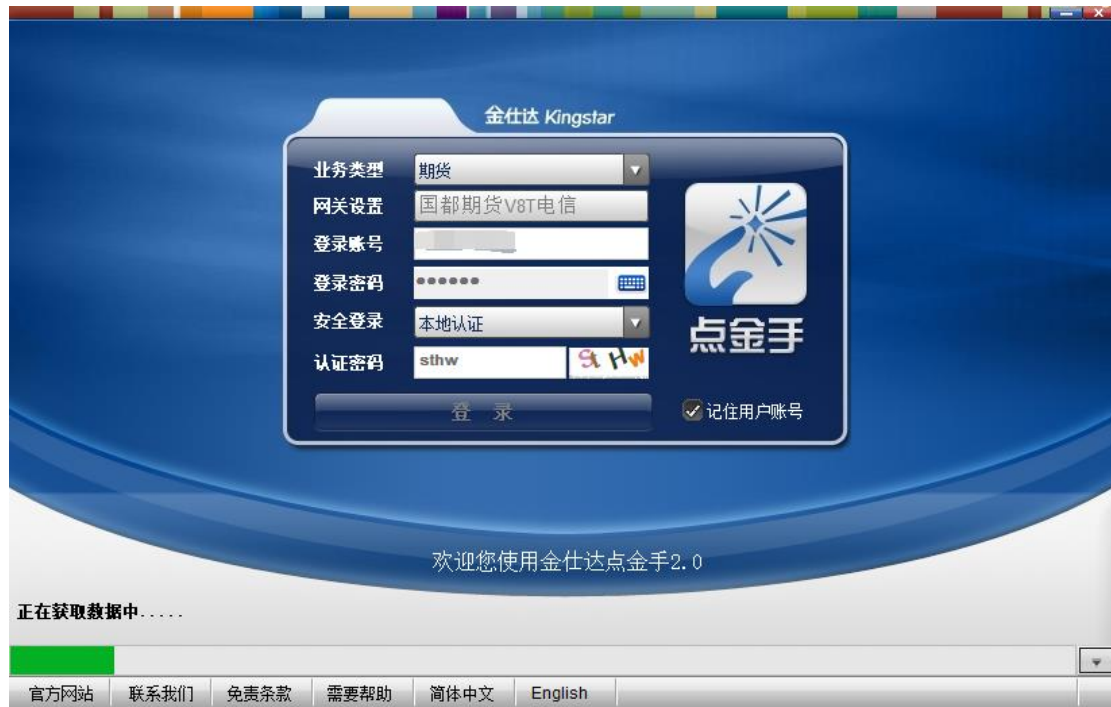 金仕达 Kingstar
业务类型 期货
网关设置 国都期货V8T电信
登录账号
登录密码 ●●●●●●
安全登录 本地认证
认证密码 sthw St HW
点金手
登 录 记住用户账号
欢迎您使用金仕达点金手2.0
正在获取数据中.....
官方网站 联系我们 免责条款 需要帮助 简体中文 English